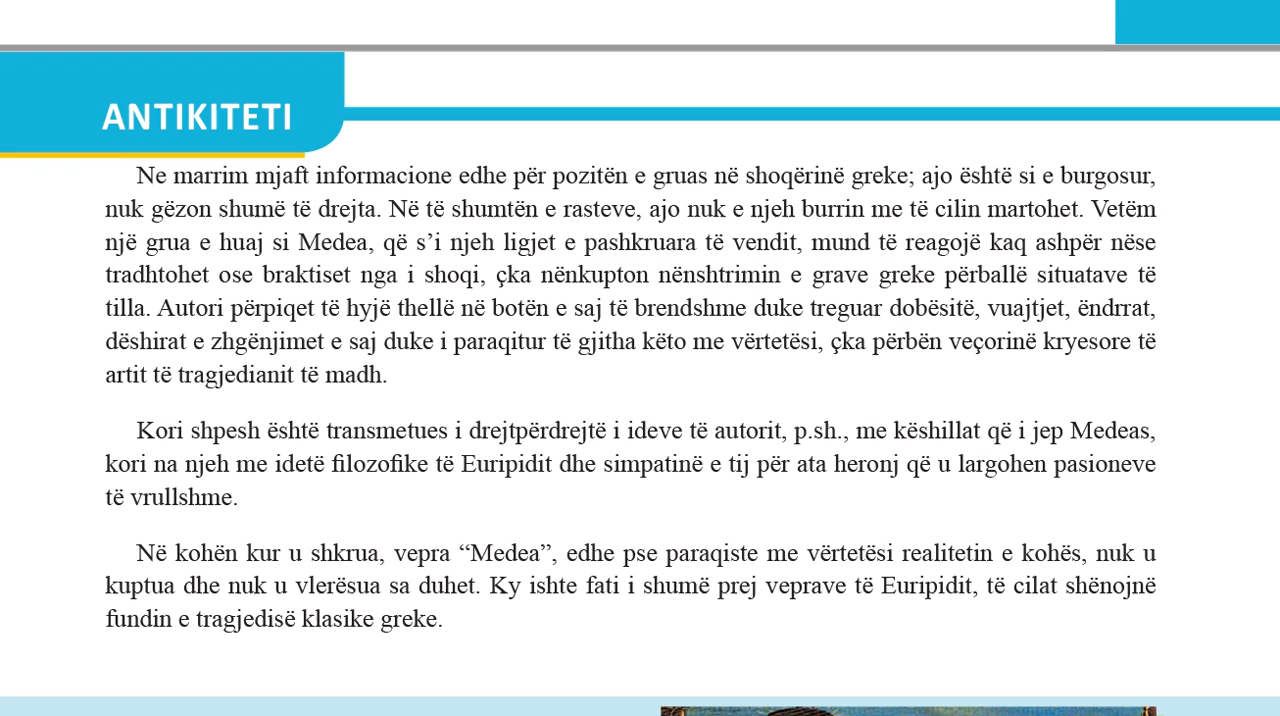 ANTIKITETI
Ne marrim mjaft informacione edhe për pozitën e gruas në shoqërinë greke; ajo është si e burgosur,
nuk gëzon shumë të drejta. Në të shumtën e rasteve, ajo nuk e njeh burrin me të cilin martohet. Vetëm
një grua e huaj si Medea, që s’i njeh ligjet e pashkruara të vendit, mund të reagojë kaq ashpër nëse
tradhtohet ose braktiset nga i shoqi, çka nënkupton nënshtrimin e grave greke përballë situatave të
tilla. Autori përpiqet të hyjë thellë në botën e saj të brendshme duke treguar dobësitë, vuajtjet, ëndrrat,
dëshirat e zhgënjimet e saj duke i paraqitur të gjitha këto me vërtetësi, çka përbën veçorinë kryesore të
artit të tragjedianit të madh.
Kori shpesh është transmetues i drejtpërdrejtë i ideve të autorit, p.sh., me këshillat që i jep Medeas,
kori na njeh me idetë filozofike të Euripidit dhe simpatinë e tij për ata heronj që u largohen pasioneve
të vrullshme.
Në kohën kur u shkrua, vepra “Medea”, edhe pse paraqiste me vërtetësi realitetin e kohës, nuk u
kuptua dhe nuk u vlerësua sa duhet. Ky ishte fati i shumë prej veprave të Euripidit, të cilat shënojnë
fundin e tragjedisë klasike greke.